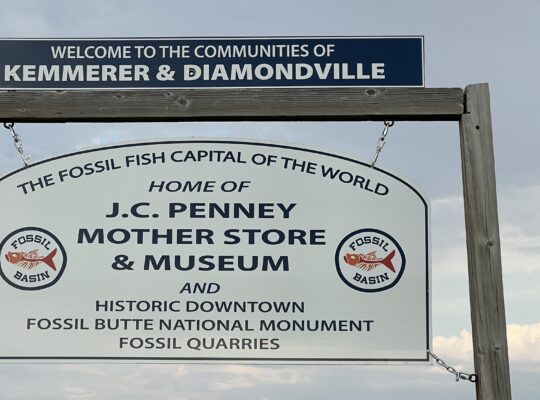 WELCOME TO THE COMMUNITIES OF
KEMMERER & DIAMONDVILLE
THE FOSSIL FISH CAPITAL OF THE WORLD
HOME OF
J.C. PENNEY
MOTHER STORE
& MUSEUM
AND
HISTORIC DOWNTOWN
FOSSIL BUTTE NATIONAL MONUMENT
FOSSIL QUARRIES
FOSSIL
BASIN
FOSSIL
BASIN